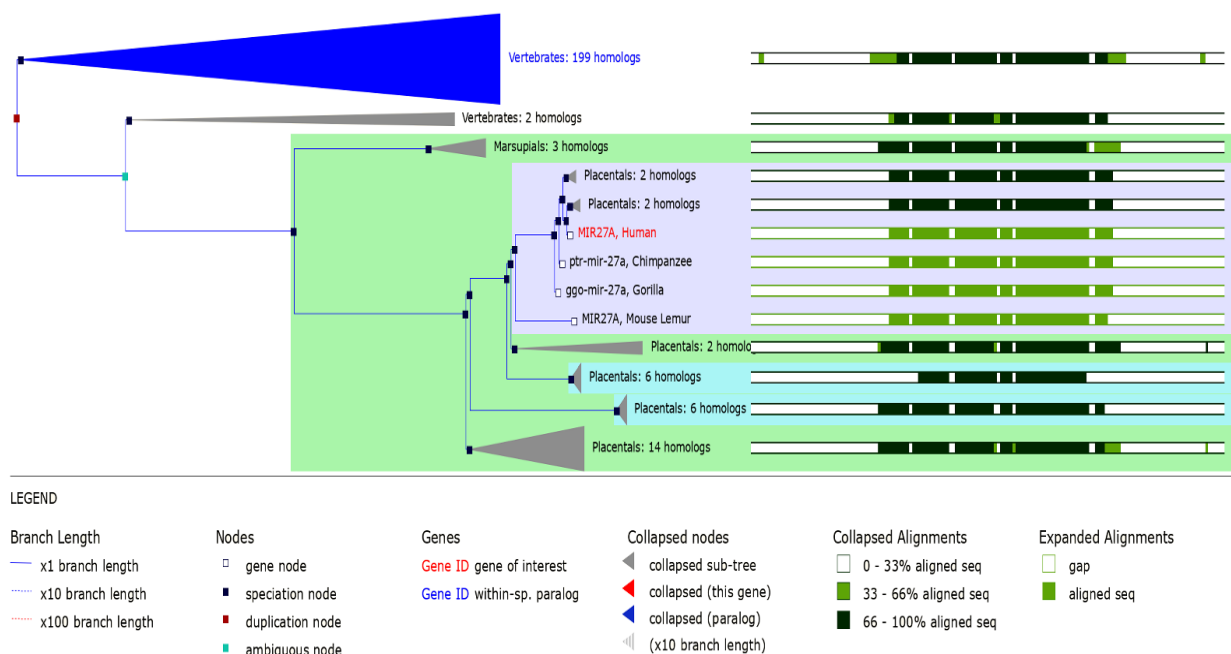 Vertebrates: 199 homologs
Vertebrates: 2 homologs
Marsupials: 3 homologs
Placentals: 2 homologs
Placentals: 2 homologs
MIR27A, Human
ptr-mir-27a, Chimpanzee
ggo-mir-27a, Gorilla
MIR27A, Mouse Lemur
Placentals: 2 homolo
Placentals: 6 homologs
Placentals: 6 homologs
Placentals: 14 homologs
LEGEND
Branch Length
x1 branch length
x10 branch length
x100 branch length
Nodes
gene node
speciation node
duplication node
ambiguous node
Genes
Gene ID gene of interest
Gene ID within-sp. paralog
Collapsed nodes
collapsed sub-tree
collapsed (this gene)
collapsed (paralog)
(x10 branch length)
Collapsed Alignments
0 - 33% aligned seq
33 - 66% aligned seq
66 - 100% aligned seq
Expanded Alignments
gap
aligned seq